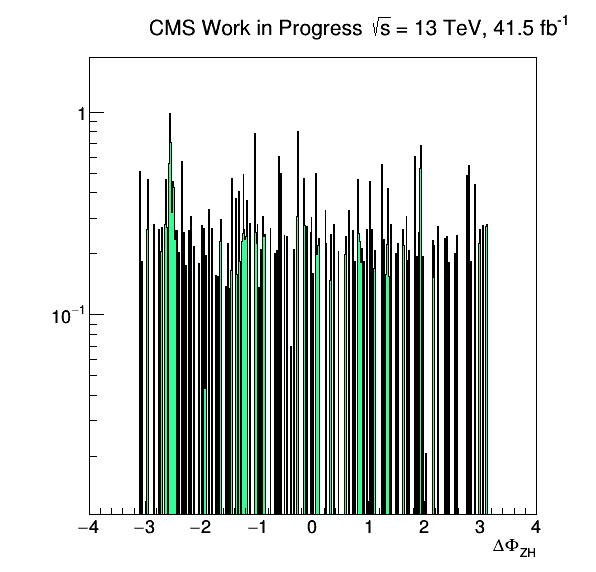 CMS Work in Progress √s = 13 TeV, 41.5 fb⁻¹
1
10⁻¹
−4 −3 −2 −1 0 1 2 3 4
ΔΦ_ZH